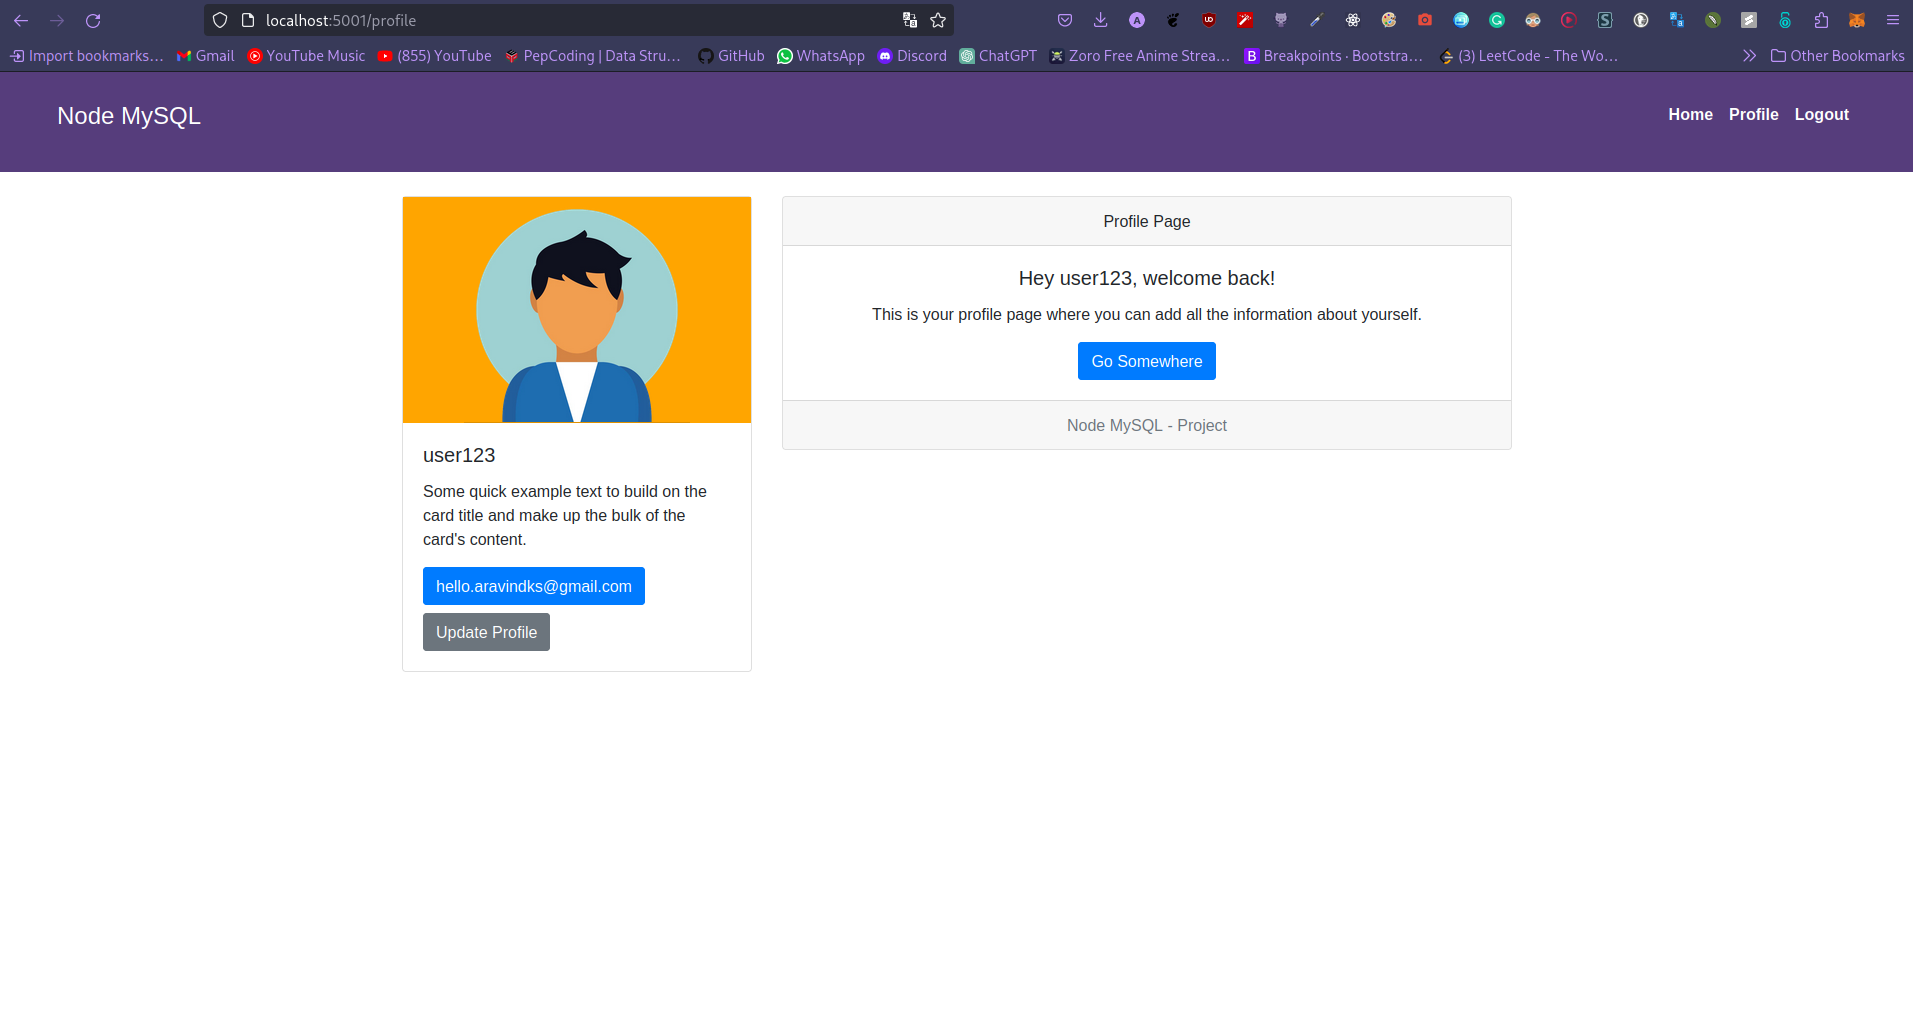 localhost:5001/profile
Import bookmarks...
Gmail
YouTube Music
(855) YouTube
PepCoding | Data Stru...
GitHub
WhatsApp
Discord
ChatGPT
Zoro Free Anime Strea...
B Breakpoints · Bootstra...
(3) LeetCode - The Wo...
Other Bookmarks
Node MySQL
Home
Profile
Logout
user123
Some quick example text to build on the
card title and make up the bulk of the
card's content.
hello.aravindks@gmail.com
Update Profile
Profile Page
Hey user123, welcome back!
This is your profile page where you can add all the information about yourself.
Go Somewhere
Node MySQL - Project